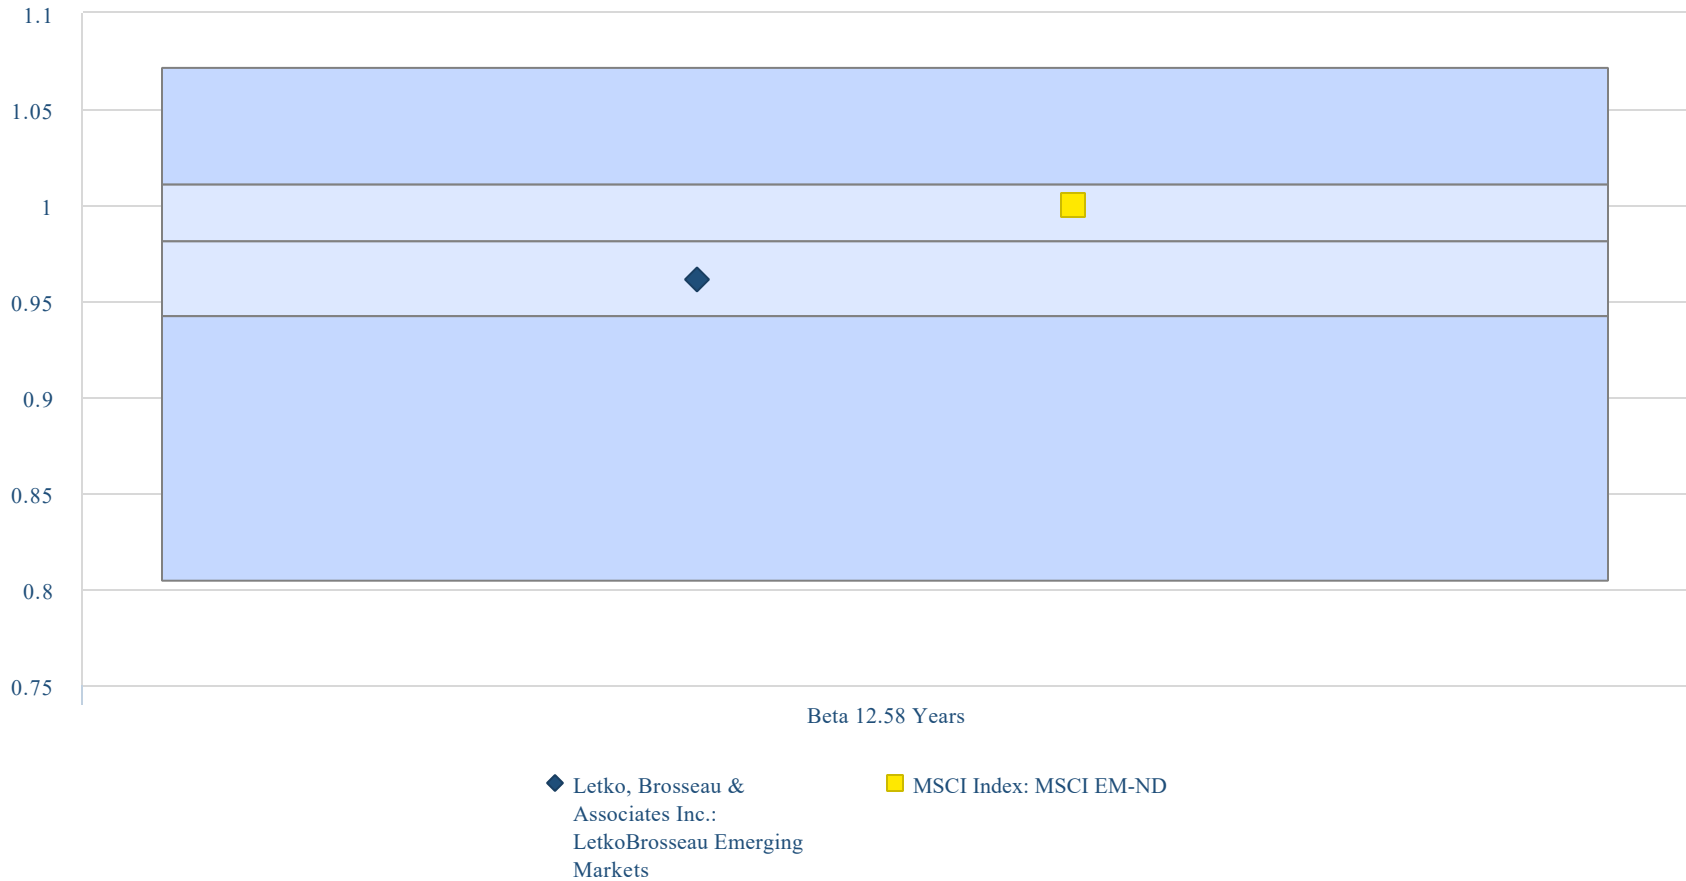 1.1
1.05
1
0.95
0.9
0.85
0.8
0.75
Beta 12.58 Years
Letko, Brosseau &
Associates Inc.:
LetkoBrosseau Emerging
Markets
MSCI Index: MSCI EM-ND